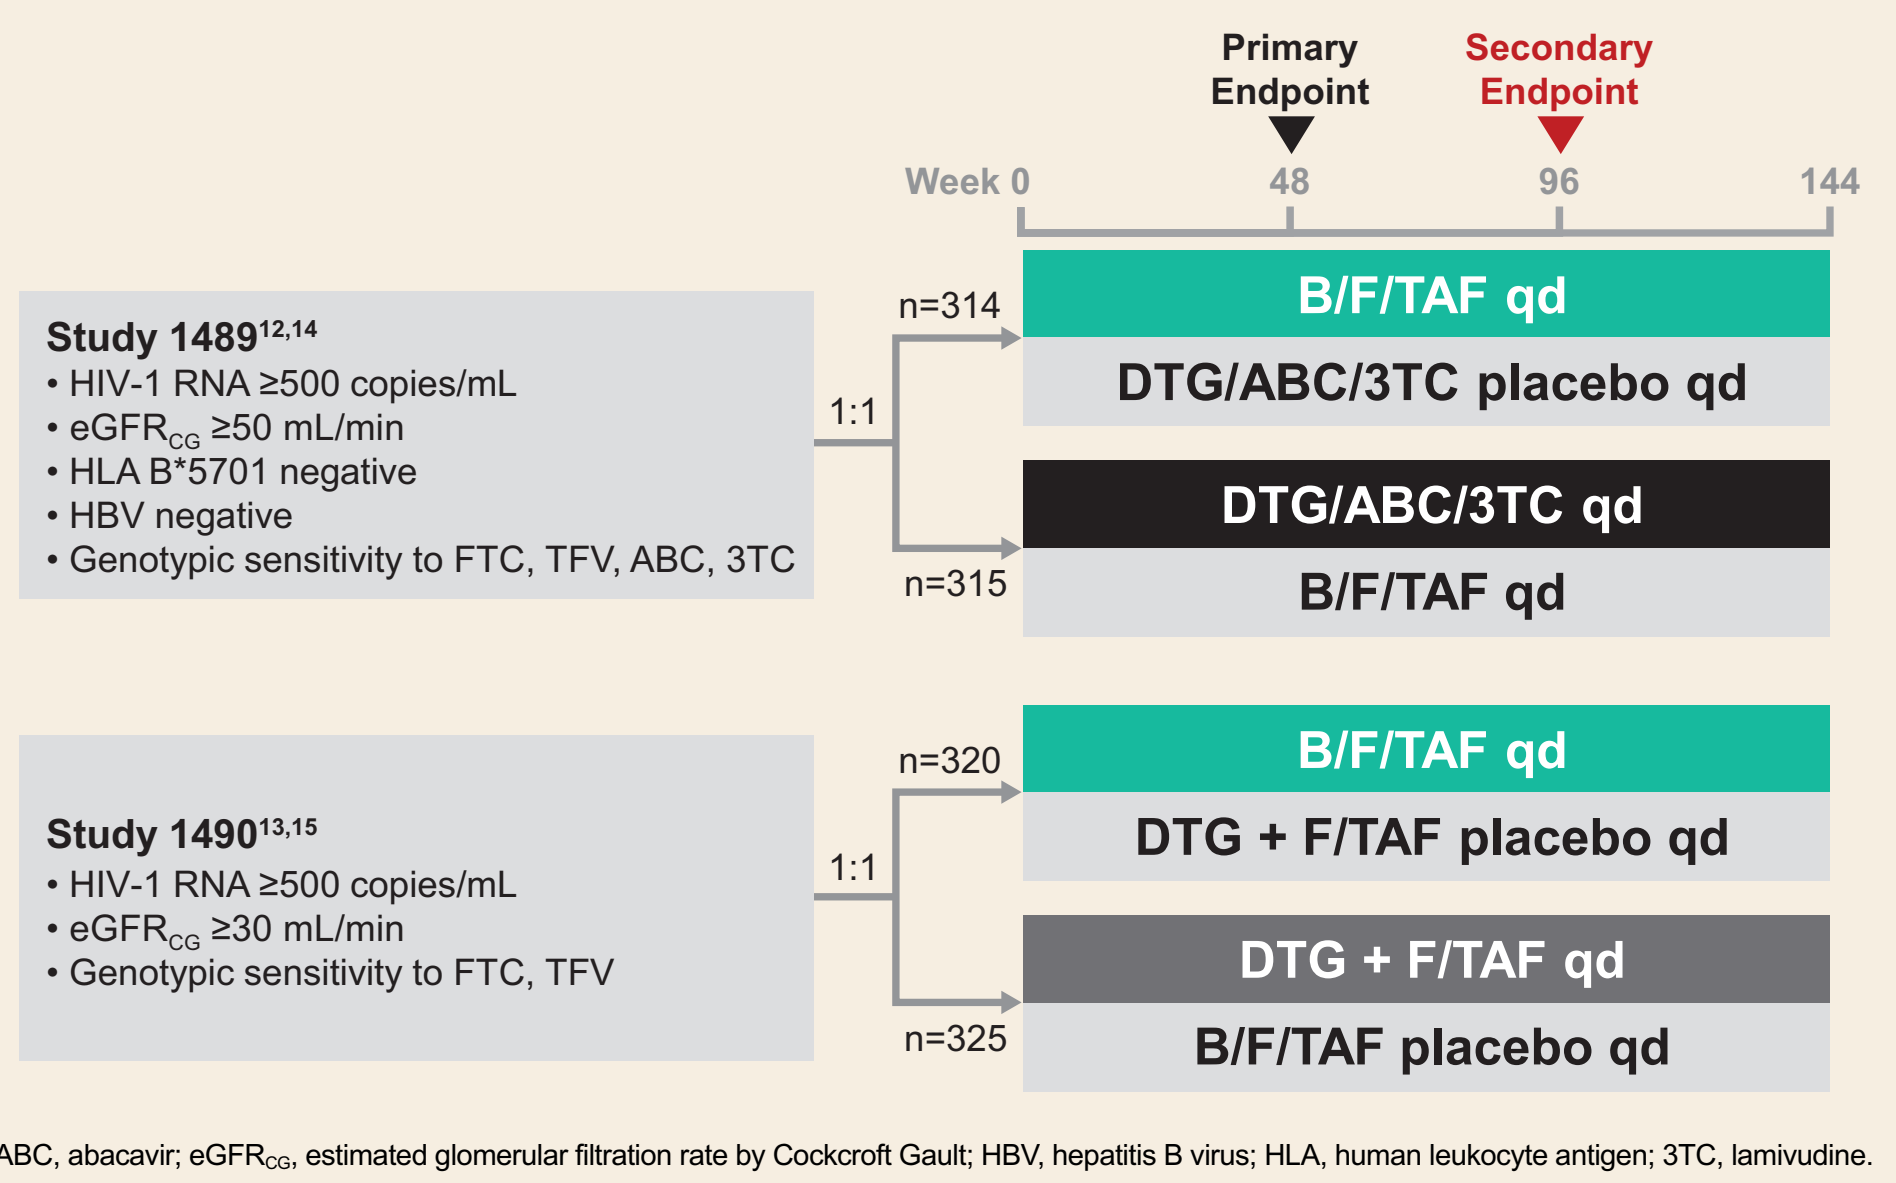 Primary
Endpoint
Secondary
Endpoint
Week 0 48 96 144
Study 1489¹²,¹⁴
• HIV-1 RNA ≥500 copies/mL
• eGFRCG ≥50 mL/min
• HLA B*5701 negative
• HBV negative
• Genotypic sensitivity to FTC, TFV, ABC, 3TC
1:1
n=314
n=315
B/F/TAF qd
DTG/ABC/3TC placebo qd
DTG/ABC/3TC qd
B/F/TAF qd
Study 1490¹³,¹⁵
• HIV-1 RNA ≥500 copies/mL
• eGFRCG ≥30 mL/min
• Genotypic sensitivity to FTC, TFV
1:1
n=320
n=325
B/F/TAF qd
DTG + F/TAF placebo qd
DTG + F/TAF qd
B/F/TAF placebo qd
ABC, abacavir; eGFRCG, estimated glomerular filtration rate by Cockcroft Gault; HBV, hepatitis B virus; HLA, human leukocyte antigen; 3TC, lamivudine.